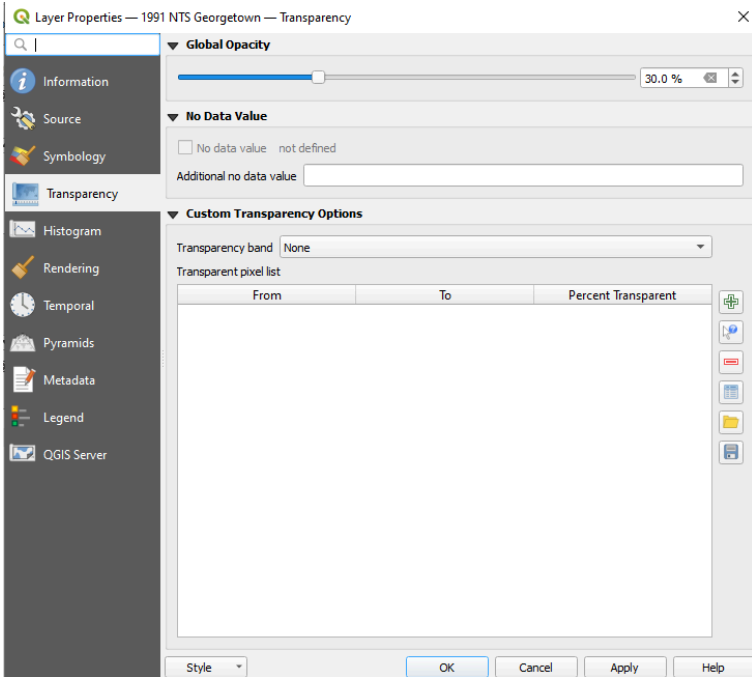 Layer Properties — 1991 NTS Georgetown — Transparency
Information
Source
Symbology
Transparency
Histogram
Rendering
Temporal
Pyramids
Metadata
Legend
QGIS Server
Global Opacity
30.0 %
No Data Value
No data value not defined
Additional no data value
Custom Transparency Options
Transparency band None
Transparent pixel list
From To Percent Transparent
Style OK Cancel Apply Help